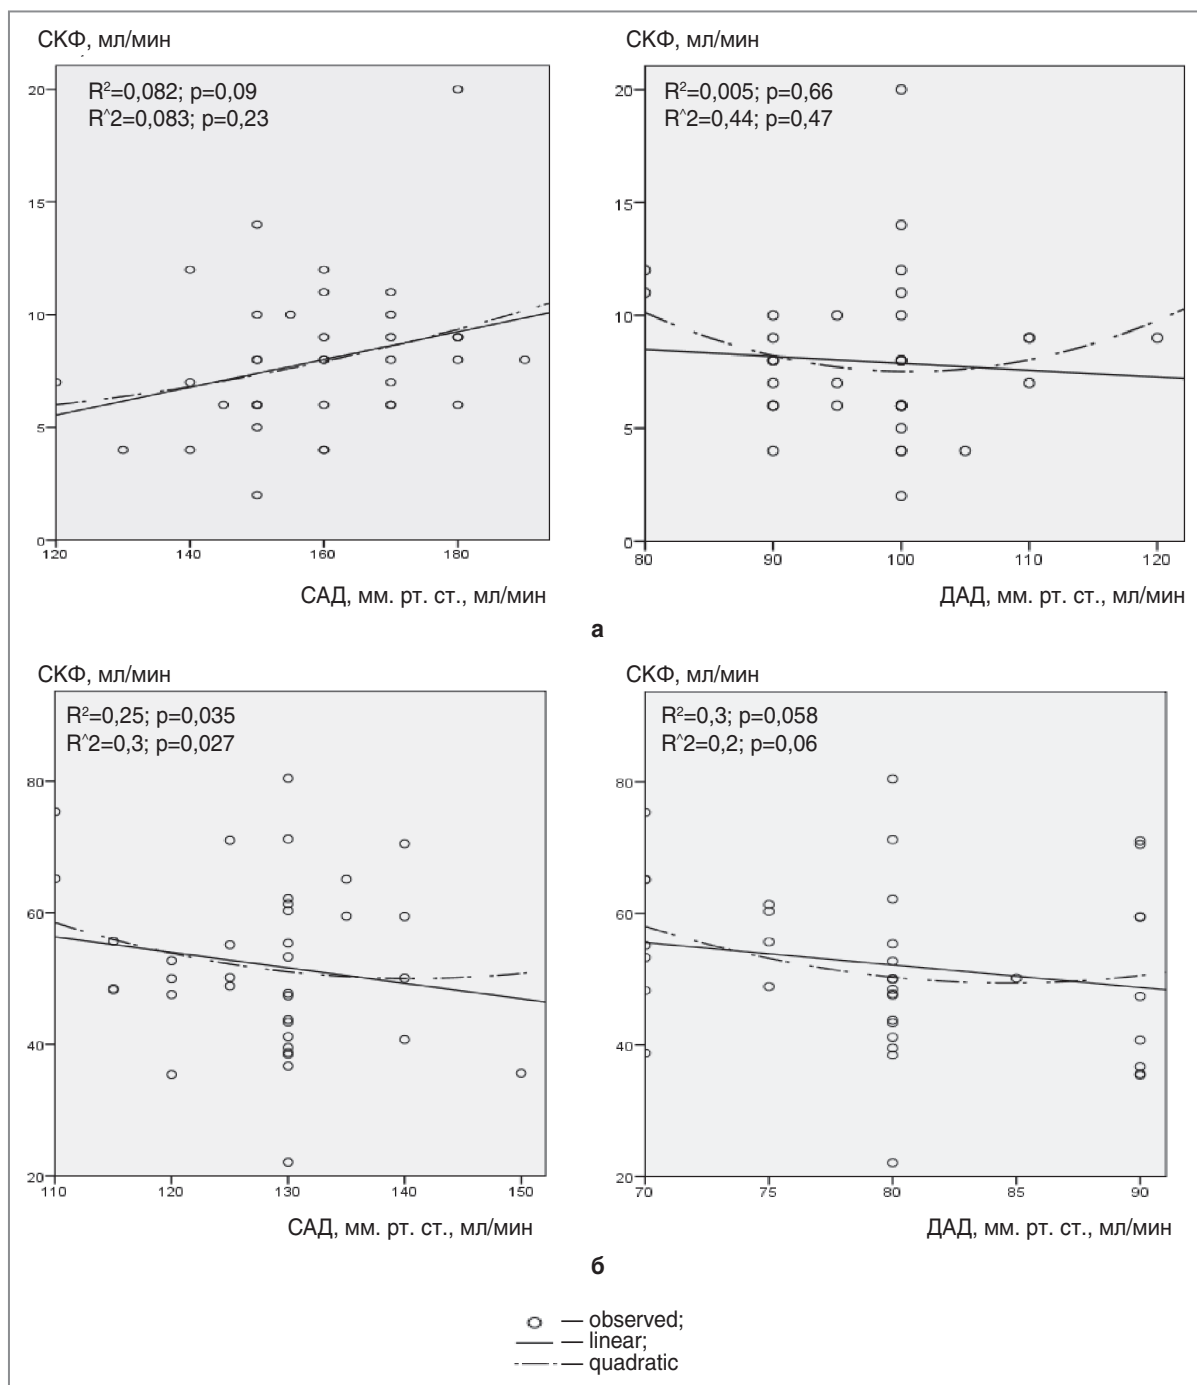 СКФ, мл/мин
R²=0,082; p=0,09
R^2=0,083; p=0,23
20
15
10
5
0
120
140
160
180
САД, мм. рт. ст., мл/мин
СКФ, мл/мин
R²=0,005; p=0,66
R^2=0,44; p=0,47
20
15
10
5
0
80
90
100
110
120
ДАД, мм. рт. ст., мл/мин
а
СКФ, мл/мин
R²=0,25; p=0,035
R^2=0,3; p=0,027
80
60
40
20
110
120
130
140
150
САД, мм. рт. ст., мл/мин
СКФ, мл/мин
R²=0,3; p=0,058
R^2=0,2; p=0,06
80
60
40
20
70
75
80
85
90
ДАД, мм. рт. ст., мл/мин
б
— observed;
— linear;
— quadratic